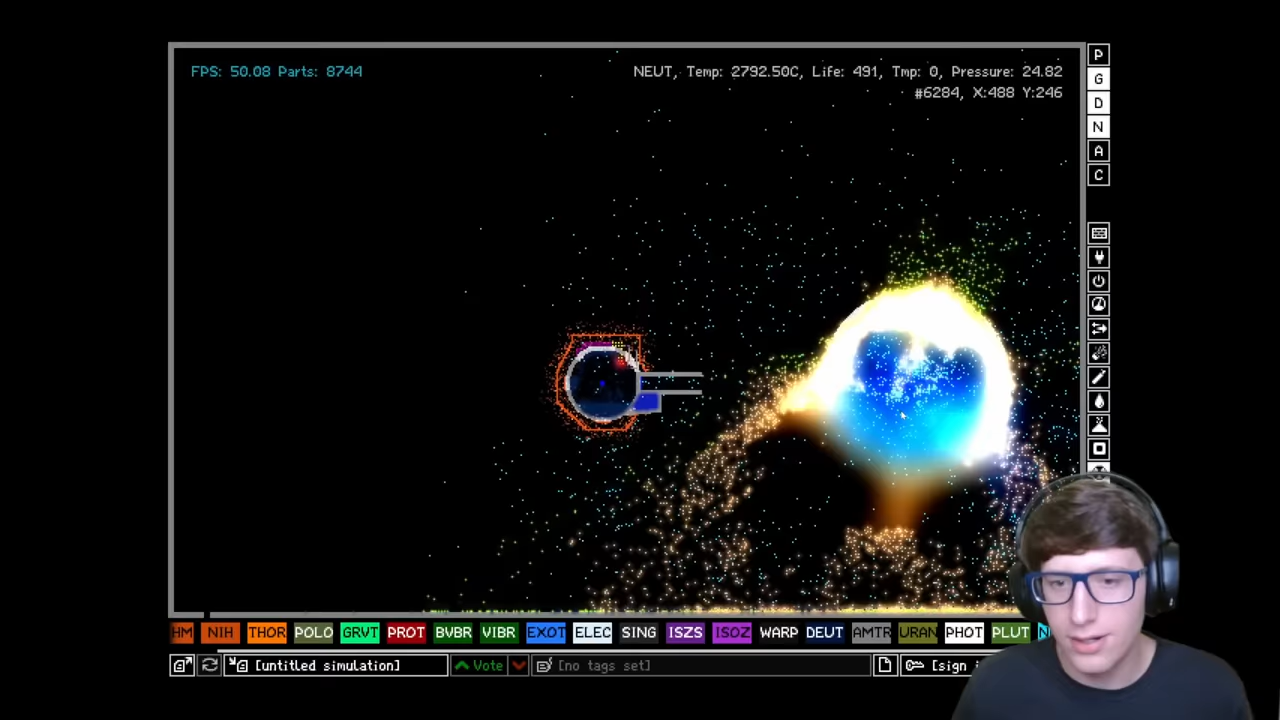 FPS: 50.08 Parts: 8744
NEUT, Temp: 2792.50C, Life: 491, Tmp: 0, Pressure: 24.82
#6284, X:488 Y:246
P
G
D
N
A
C
HM NIH THOR POLO GRVT PROT BVBR VIBR EXOT ELEC SING ISZS ISOZ WARP DEUT AMTR URAN PHOT PLUT N
[untitled simulation] Vote [no tags set] [sign i